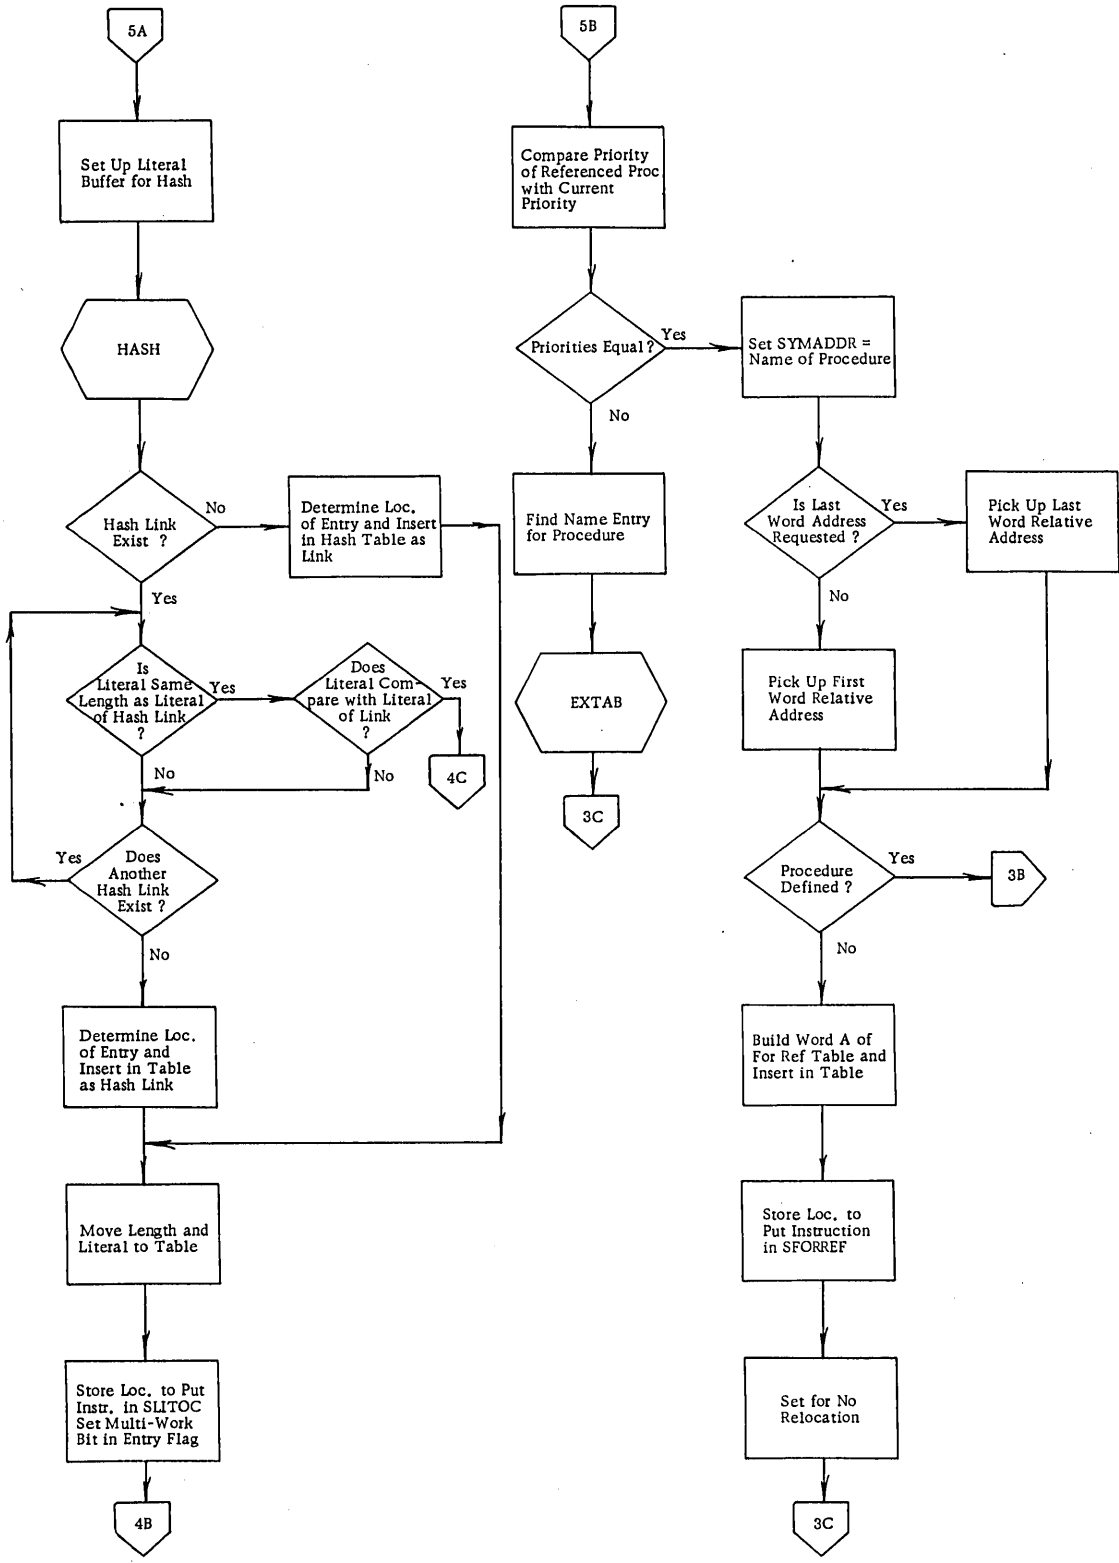 5A
Set Up Literal
Buffer for Hash
HASH
Hash Link
Exist ?
No
Determine Loc.
of Entry and Insert
in Hash Table as
Link
Yes
Is
Literal Same
Length as Literal
of Hash Link
?
Yes
Does
Literal Com-
pare with Literal
of Link
?
Yes
4C
No
No
Does
Another
Hash Link
Exist ?
Yes
No
Determine Loc.
of Entry and
Insert in Table
as Hash Link
Move Length and
Literal to Table
Store Loc. to Put
Instr. in SLITOC
Set Multi-Work
Bit in Entry Flag
4B
5B
Compare Priority
of Referenced Proc
with Current
Priority
Priorities Equal ?
Yes
No
Find Name Entry
for Procedure
EXTAB
3C
Set SYMADDR =
Name of Procedure
Is Last
Word Address
Requested ?
Yes
Pick Up Last
Word Relative
Address
No
Pick Up First
Word Relative
Address
Procedure
Defined ?
Yes
3B
No
Build Word A of
For Ref Table and
Insert in Table
Store Loc. to
Put Instruction
in SFORREF
Set for No
Relocation
3C